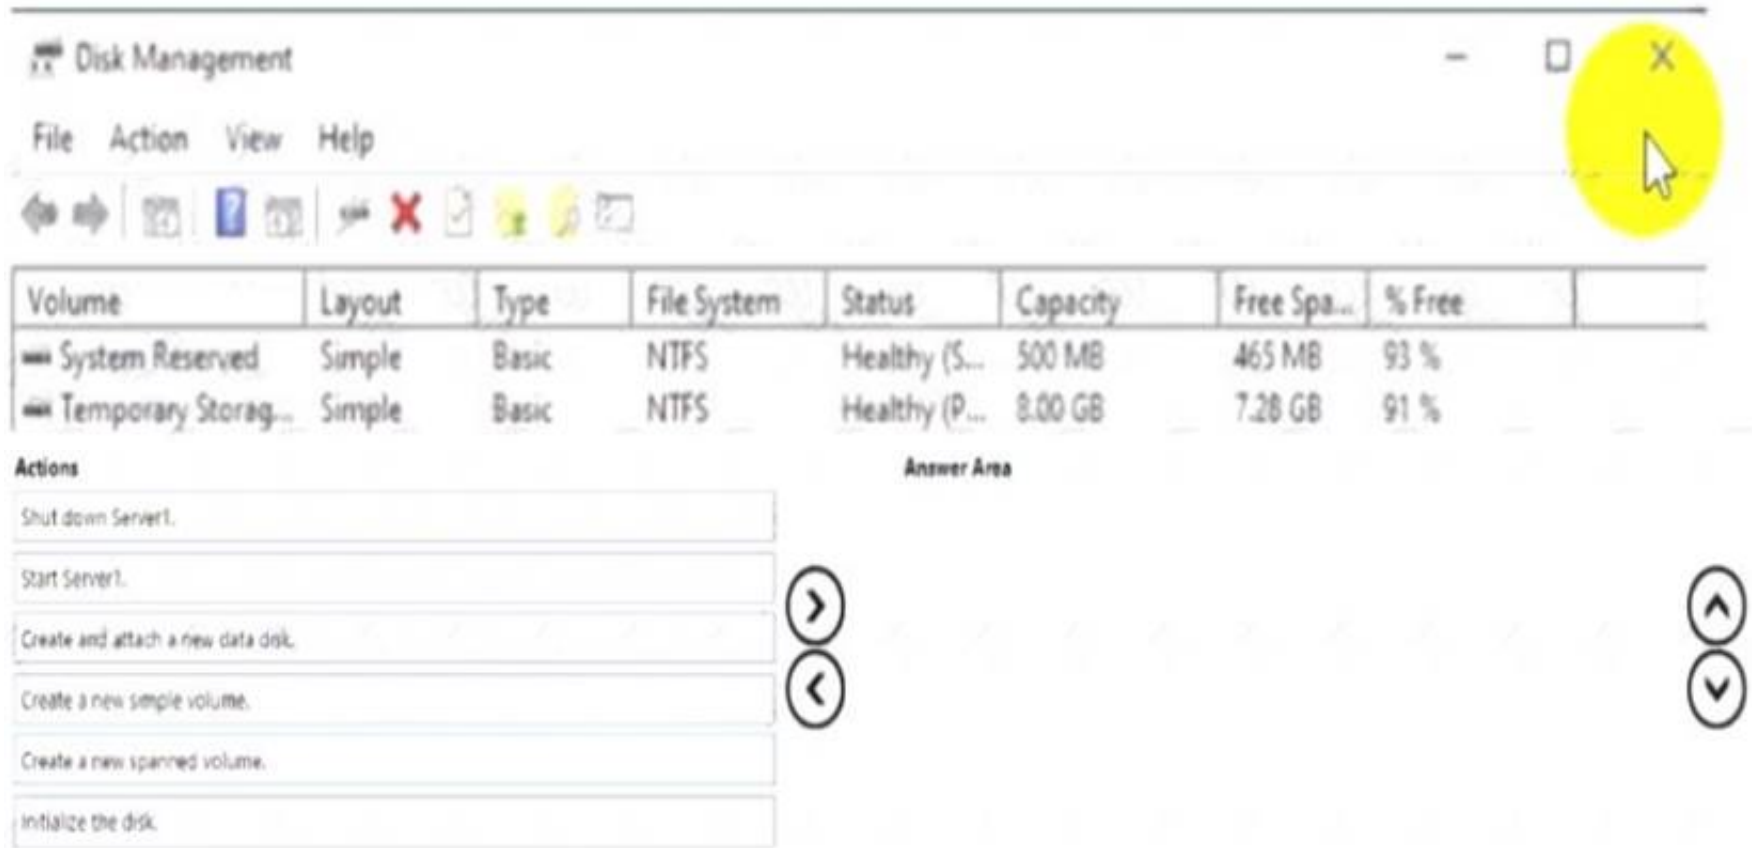 Disk Management
File Action View Help
Volume Layout Type File System Status Capacity Free Spa... % Free
System Reserved Simple Basic NTFS Healthy (S... 500 MB 465 MB 93 %
Temporary Storag... Simple Basic NTFS Healthy (P... 8.00 GB 7.28 GB 91 %
Actions Answer Area
Shut down Server1.
Start Server1.
Create and attach a new data disk.
Create a new simple volume.
Create a new spanned volume.
Initialize the disk.